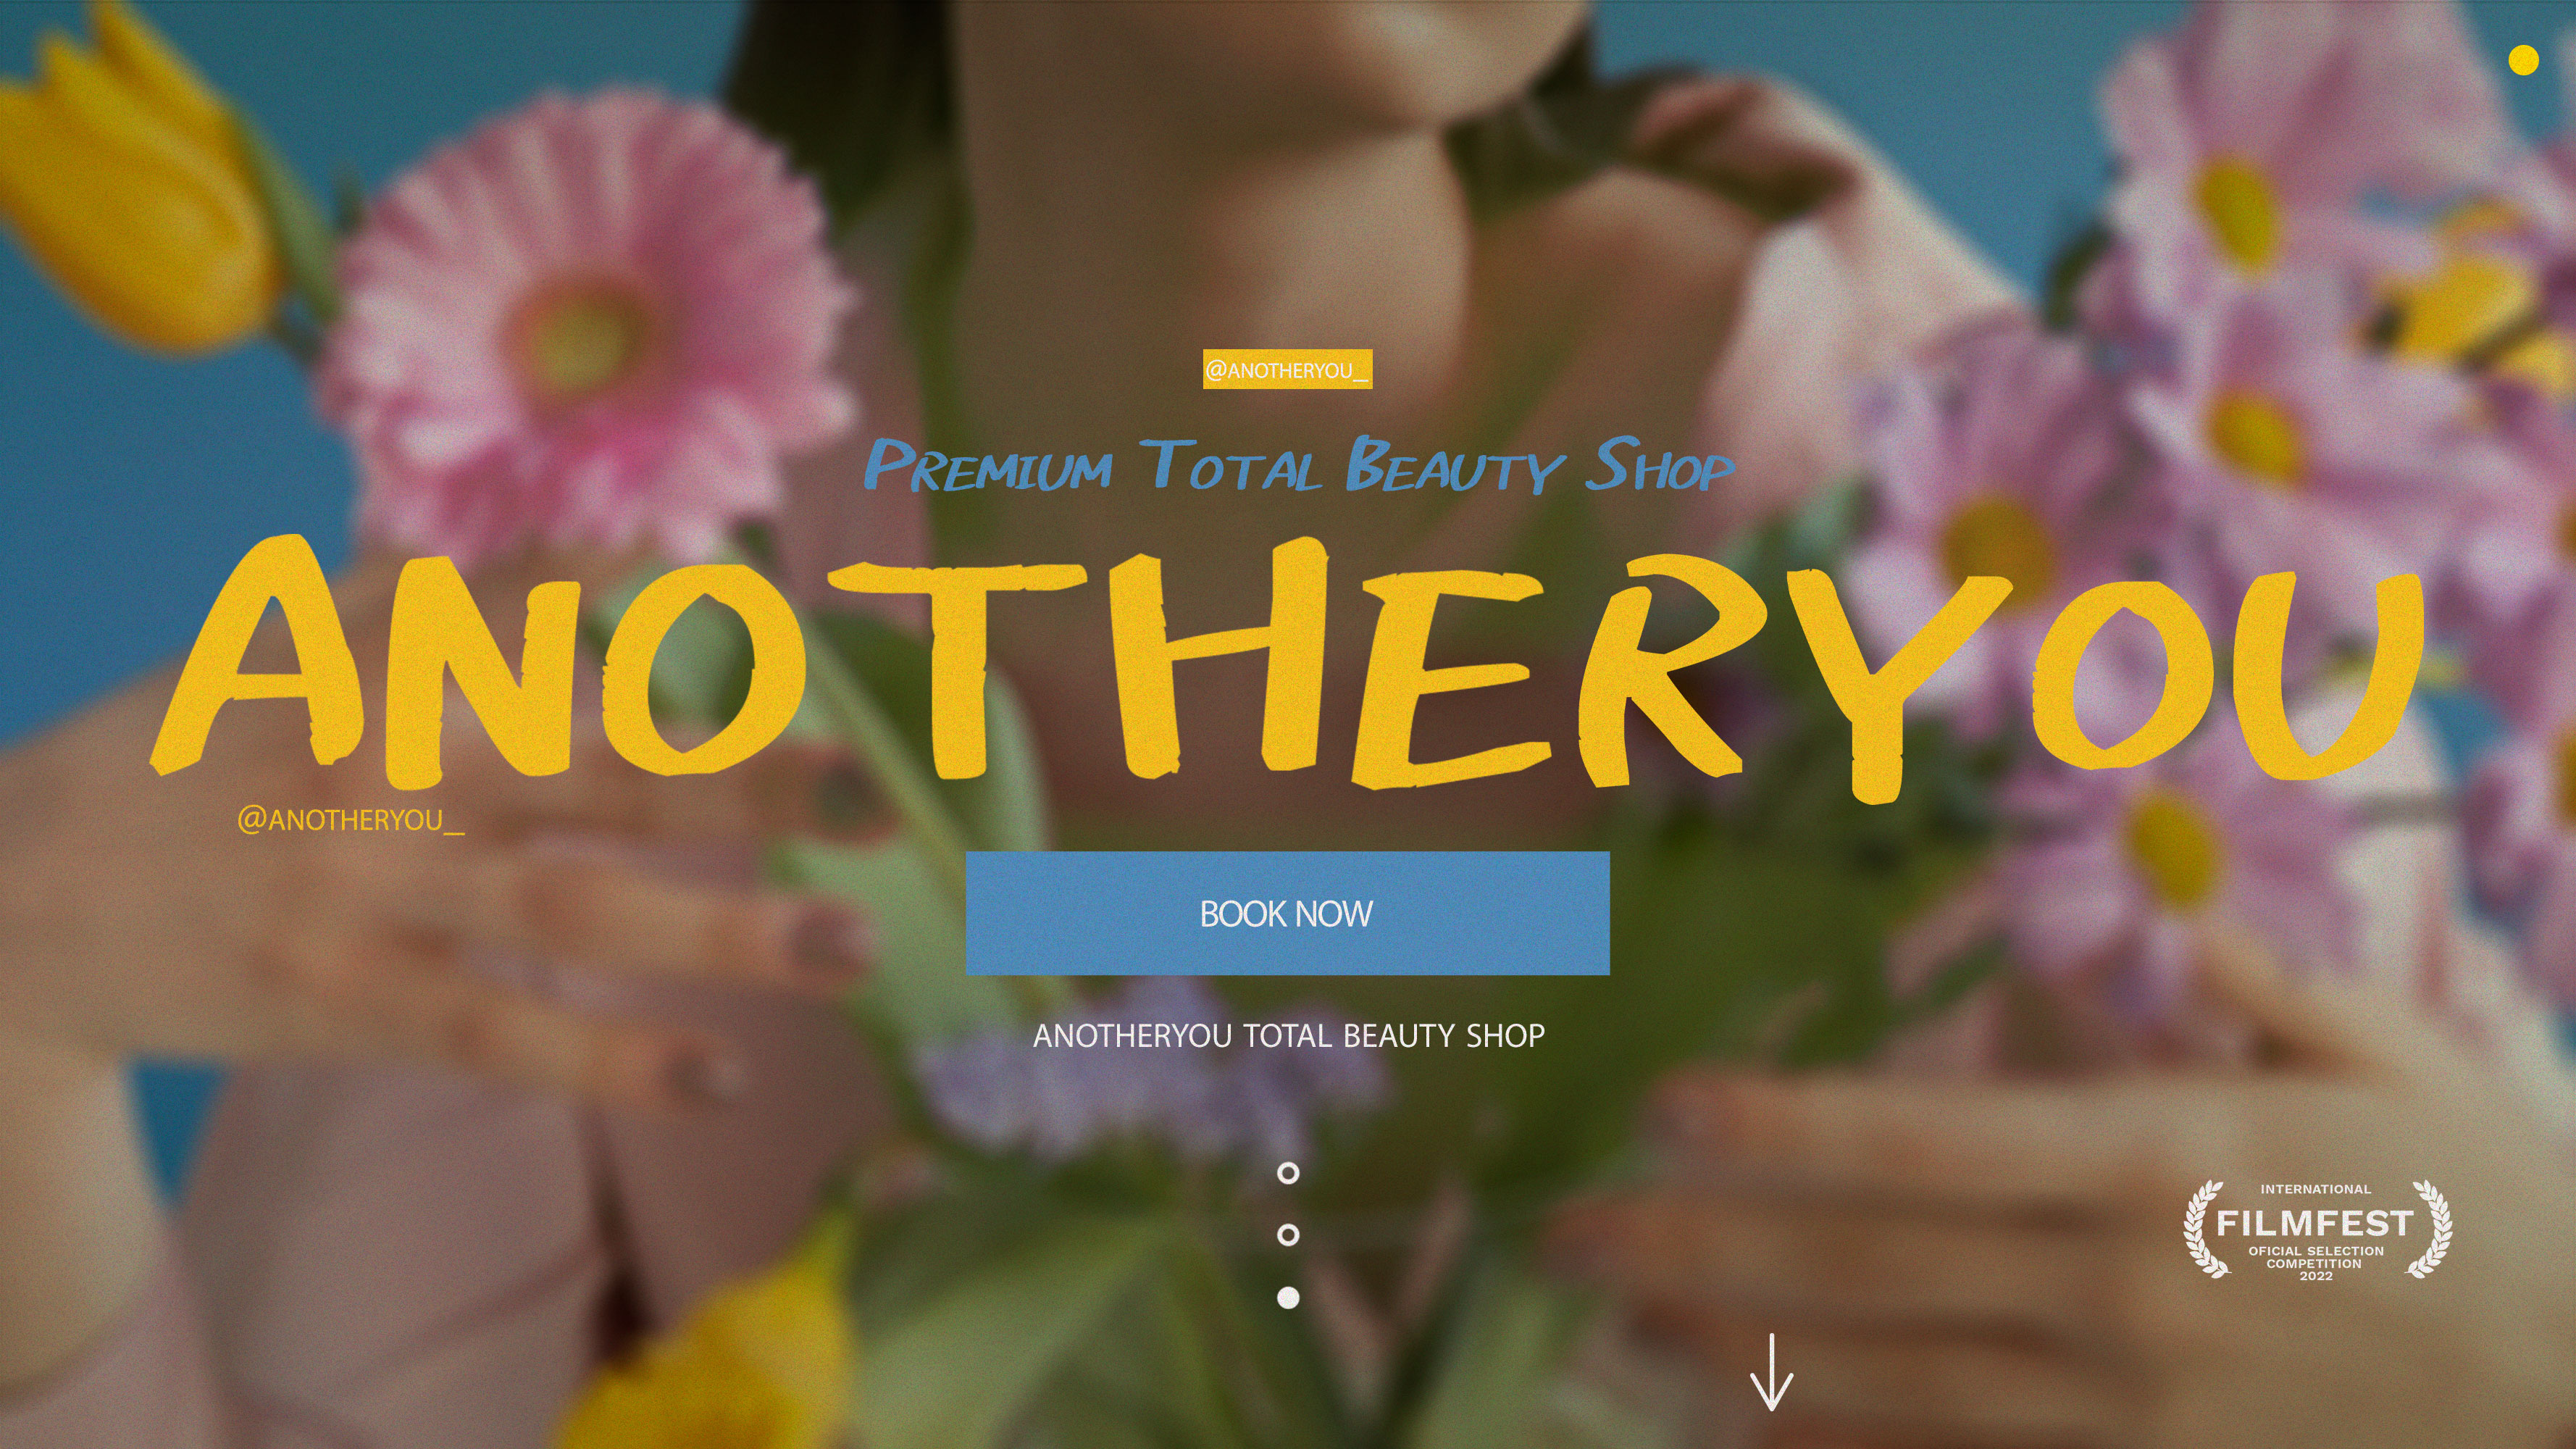 @ANOTHERYOU_
PREMIUM TOTAL BEAUTY SHOP
ANOTHERYOU
@ANOTHERYOU_
BOOK NOW
ANOTHERYOU TOTAL BEAUTY SHOP
INTERNATIONAL
FILMFEST
OFICIAL SELECTION
COMPETITION
2022